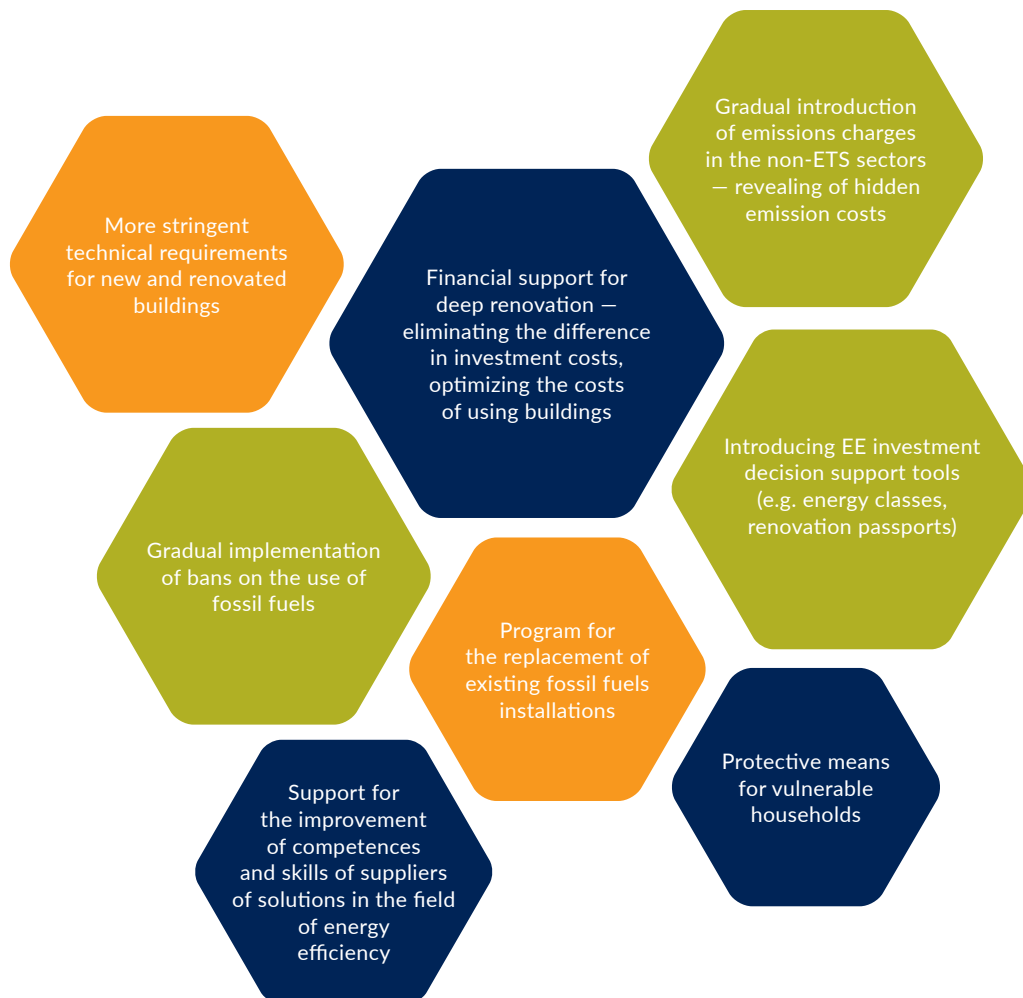 Gradual introduction
of emissions charges
in the non-ETS sectors
— revealing of hidden
emission costs
More stringent
technical requirements
for new and renovated
buildings
Financial support for
deep renovation —
eliminating the difference
in investment costs,
optimizing the costs
of using buildings
Introducing EE investment
decision support tools
(e.g. energy classes,
renovation passports)
Gradual implementation
of bans on the use of
fossil fuels
Program for
the replacement of
existing fossil fuels
installations
Protective means
for vulnerable
households
Support for
the improvement
of competences
and skills of suppliers
of solutions in the field
of energy
efficiency